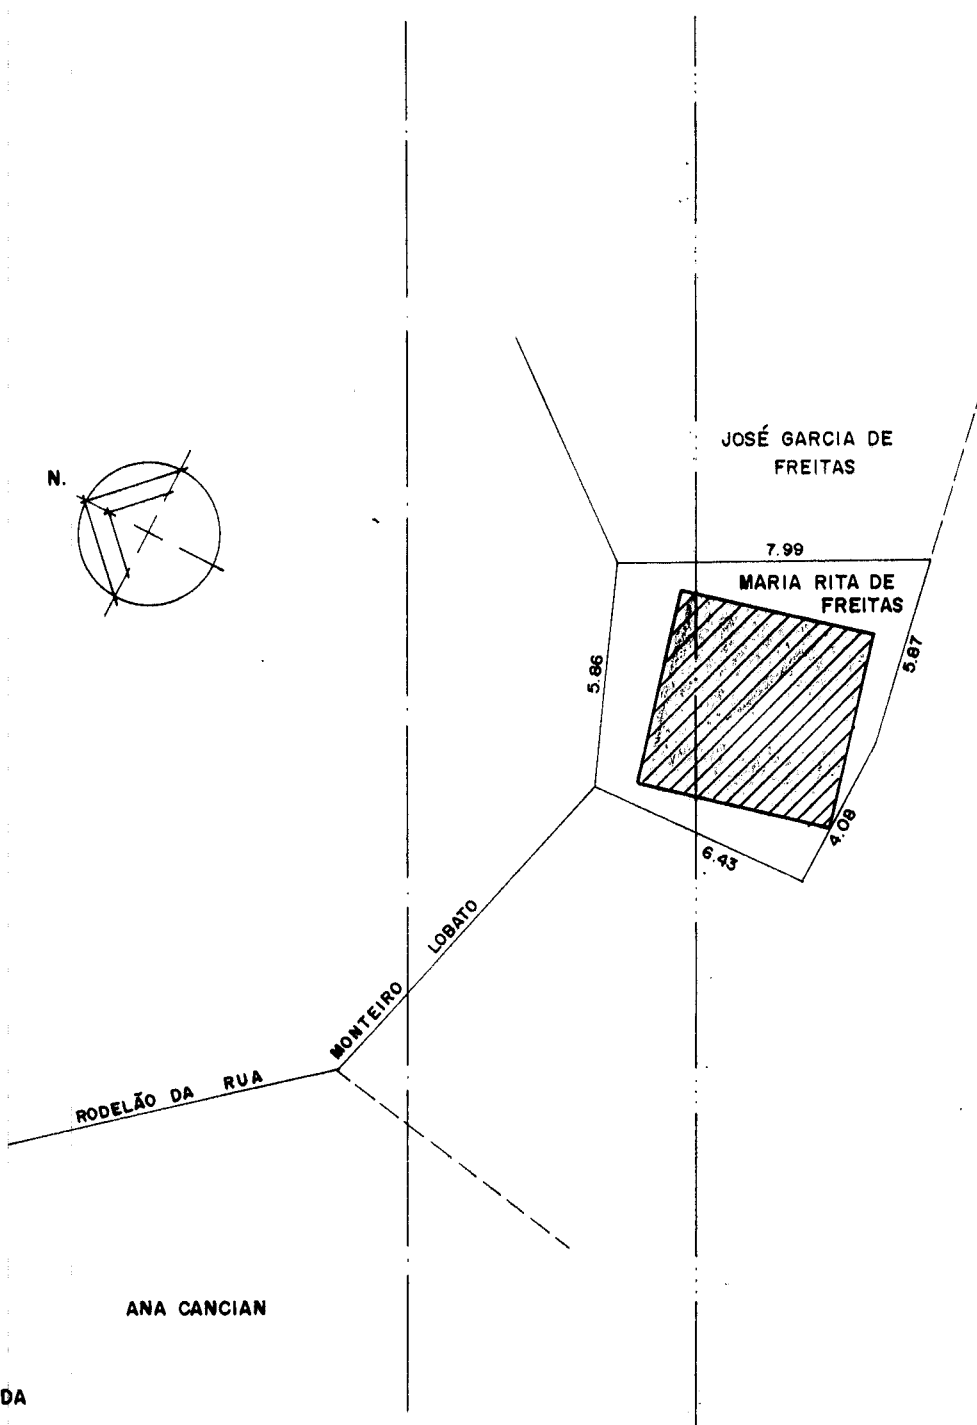 JOSÉ GARCIA DE
FREITAS
N.
7.99
MARIA RITA DE
FREITAS
5.86
5.87
4.08
6.43
RODELÃO DA RUA MONTEIRO LOBATO
ANA CANCIAN
DA